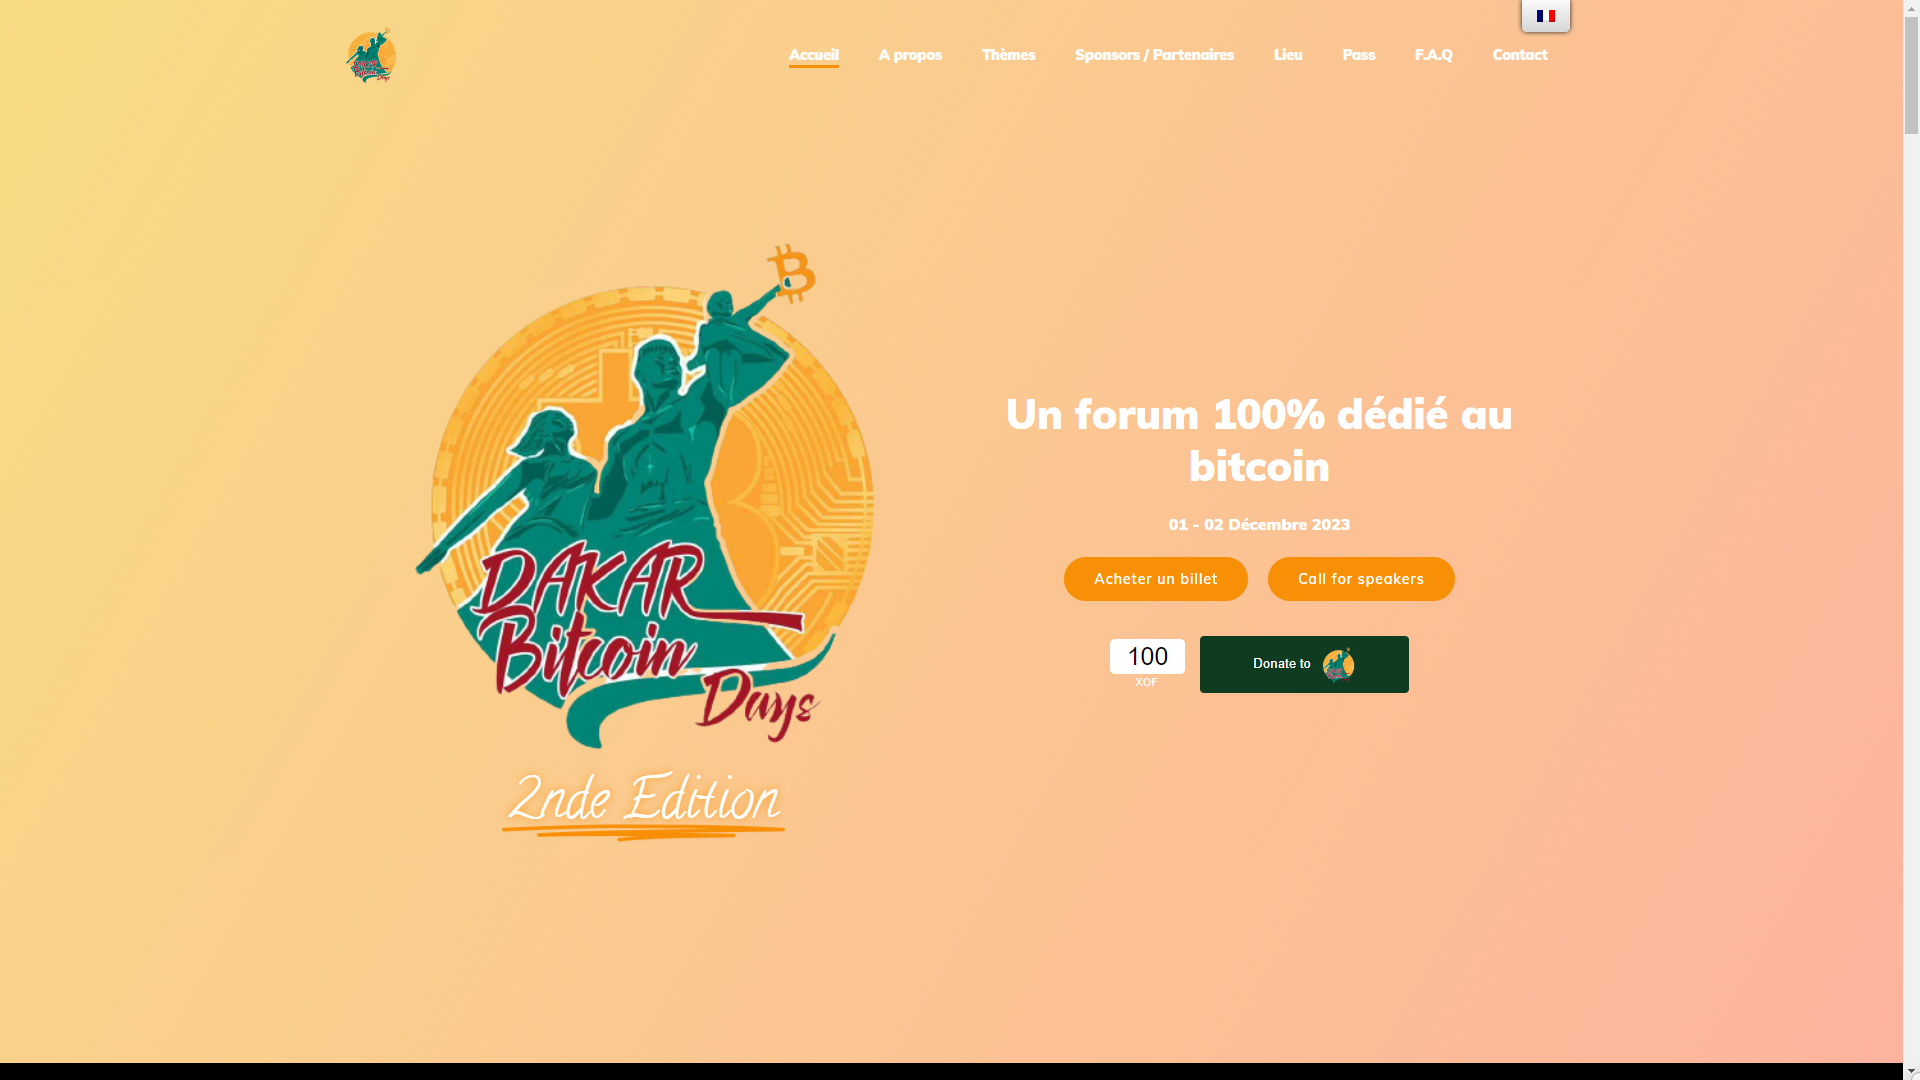 Accueil A propos Thèmes Sponsors / Partenaires Lieu Pass F.A.Q Contact
DAKAR
Bitcoin
Days
2nde Edition
Un forum 100% dédié au
bitcoin
01 - 02 Décembre 2023
Acheter un billet Call for speakers
100
XOF
Donate to